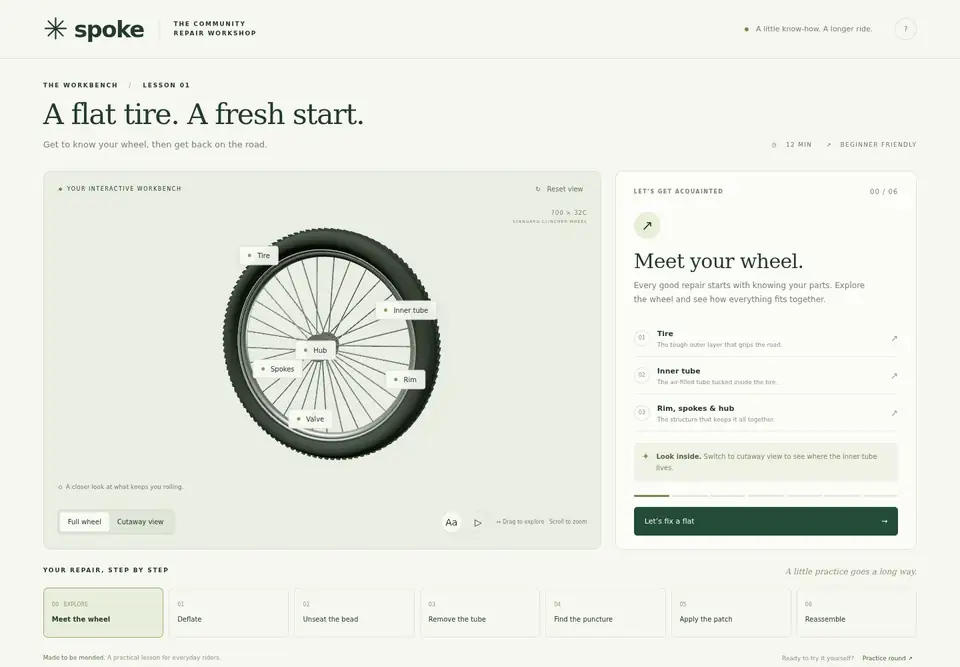 spoke
THE COMMUNITY
REPAIR WORKSHOP
A little know-how. A longer ride.
?
THE WORKBENCH / LESSON 01
A flat tire. A fresh start.
Get to know your wheel, then get back on the road.
12 MIN ↗ BEGINNER FRIENDLY
YOUR INTERACTIVE WORKBENCH
↻ Reset view
700 × 32C
STANDARD CLINCHER WHEEL
Tire
Inner tube
Hub
Spokes
Rim
Valve
A closer look at what keeps you rolling.
Full wheel
Cutaway view
Aa
↔ Drag to explore Scroll to zoom
LET'S GET ACQUAINTED
00 / 06
↗
Meet your wheel.
Every good repair starts with knowing your parts. Explore
the wheel and see how everything fits together.
01
Tire
The tough outer layer that grips the road.
↗
02
Inner tube
The air-filled tube tucked inside the tire.
↗
03
Rim, spokes & hub
The structure that keeps it all together.
↗
Look inside. Switch to cutaway view to see where the inner tube
lives.
Let's fix a flat →
YOUR REPAIR, STEP BY STEP
A little practice goes a long way.
00 EXPLORE
Meet the wheel
01
Deflate
02
Unseat the bead
03
Remove the tube
04
Find the puncture
05
Apply the patch
06
Reassemble
Made to be mended. A practical lesson for everyday riders.
Ready to try it yourself? Practice round ↗